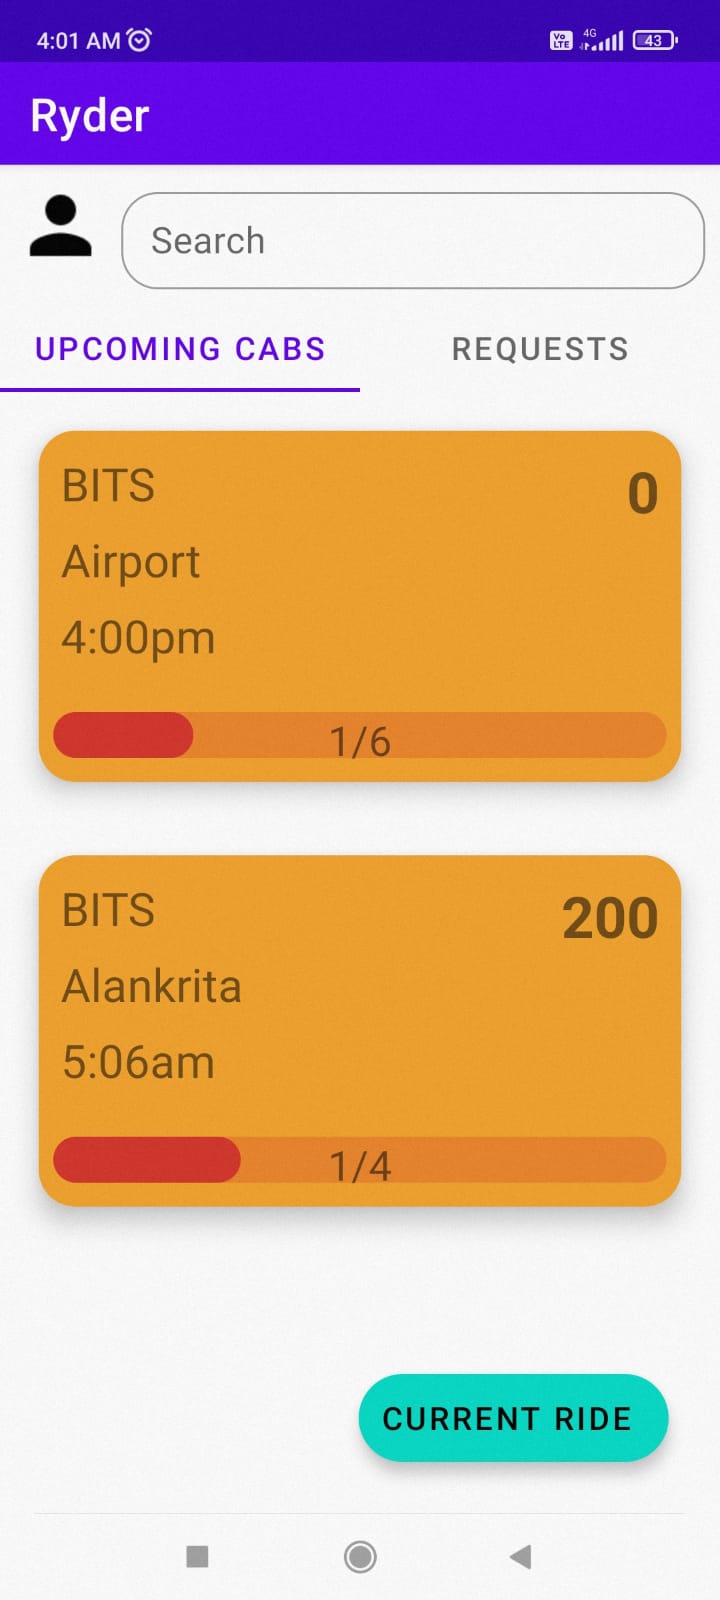 4:01 AM Vo LTE 4G 43
Ryder
Search
UPCOMING CABS REQUESTS
BITS 0
Airport
4:00pm
1/6
BITS 200
Alankrita
5:06am
1/4
CURRENT RIDE